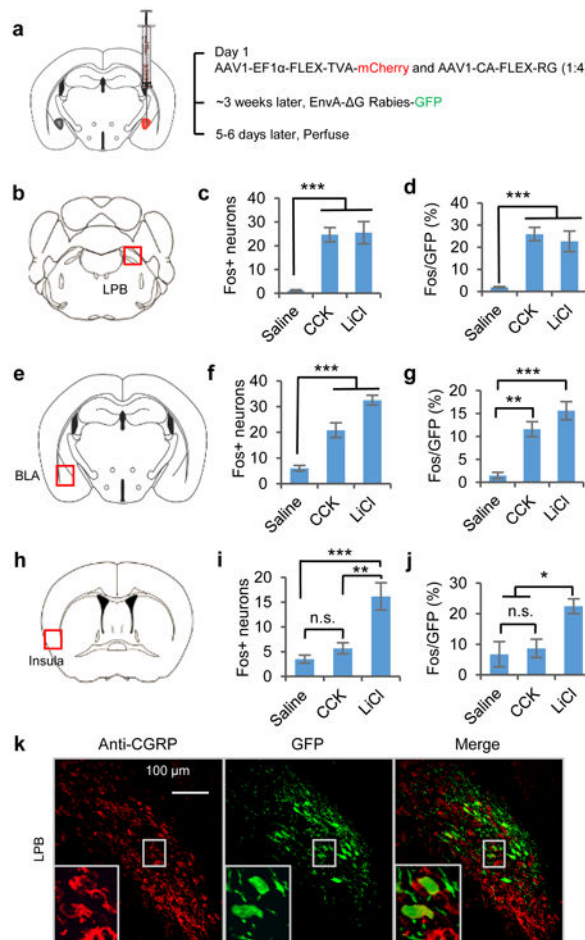 a
Day 1
AAV1-EF1α-FLEX-TVA-mCherry and AAV1-CA-FLEX-RG (1:4
~3 weeks later, EnvA-ΔG Rabies-GFP
5-6 days later, Perfuse
b
LPB
c
Fos+ neurons
40
30
20
10
0
***
Saline
CCK
LiCl
d
Fos/GFP (%)
40
30
20
10
0
***
Saline
CCK
LiCl
e
BLA
f
Fos+ neurons
40
30
20
10
0
***
Saline
CCK
LiCl
g
Fos/GFP (%)
20
15
10
5
0
***
**
Saline
CCK
LiCl
h
Insula
i
Fos+ neurons
20
15
10
5
0
***
**
n.s.
Saline
CCK
LiCl
j
Fos/GFP (%)
30
20
10
0
*
n.s.
Saline
CCK
LiCl
k
Anti-CGRP
GFP
Merge
100 µm
LPB